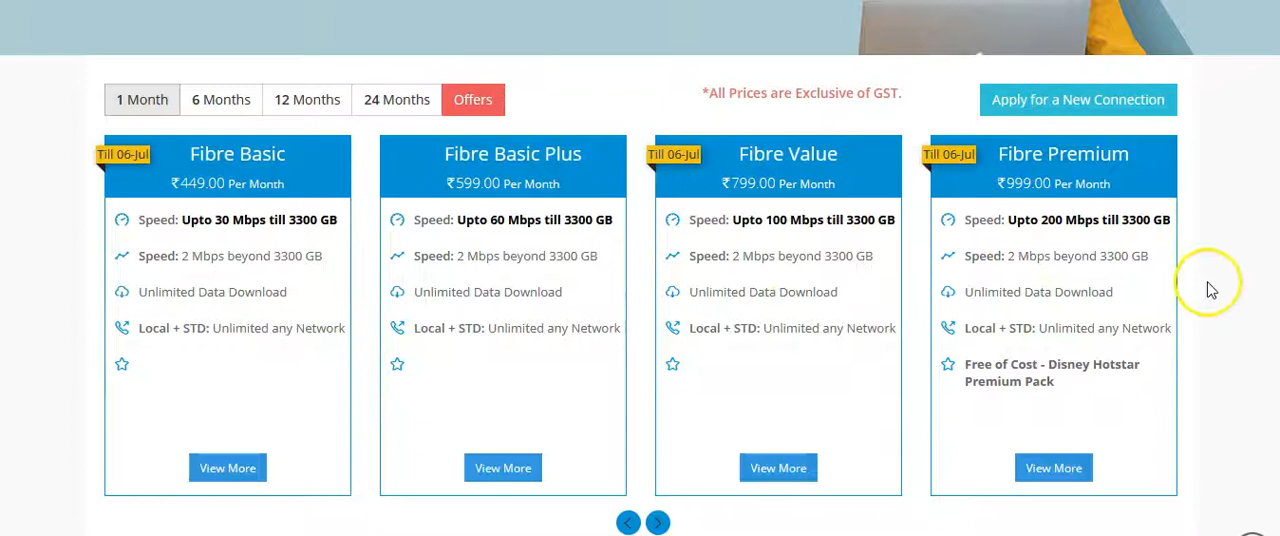 1 Month 6 Months 12 Months 24 Months Offers
*All Prices are Exclusive of GST.
Apply for a New Connection
Till 06-Jul
Fibre Basic
₹449.00 Per Month
Speed: Upto 30 Mbps till 3300 GB
Speed: 2 Mbps beyond 3300 GB
Unlimited Data Download
Local + STD: Unlimited any Network
View More
Fibre Basic Plus
₹599.00 Per Month
Speed: Upto 60 Mbps till 3300 GB
Speed: 2 Mbps beyond 3300 GB
Unlimited Data Download
Local + STD: Unlimited any Network
View More
Till 06-Jul
Fibre Value
₹799.00 Per Month
Speed: Upto 100 Mbps till 3300 GB
Speed: 2 Mbps beyond 3300 GB
Unlimited Data Download
Local + STD: Unlimited any Network
View More
Till 06-Jul
Fibre Premium
₹999.00 Per Month
Speed: Upto 200 Mbps till 3300 GB
Speed: 2 Mbps beyond 3300 GB
Unlimited Data Download
Local + STD: Unlimited any Network
Free of Cost - Disney Hotstar
Premium Pack
View More